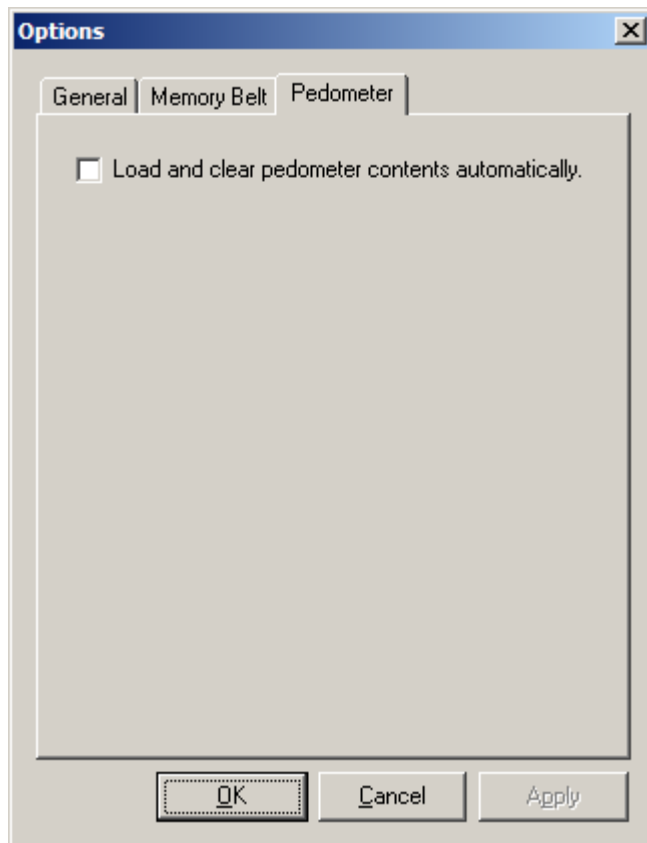 Options
General Memory Belt Pedometer
Load and clear pedometer contents automatically.
OK Cancel Apply